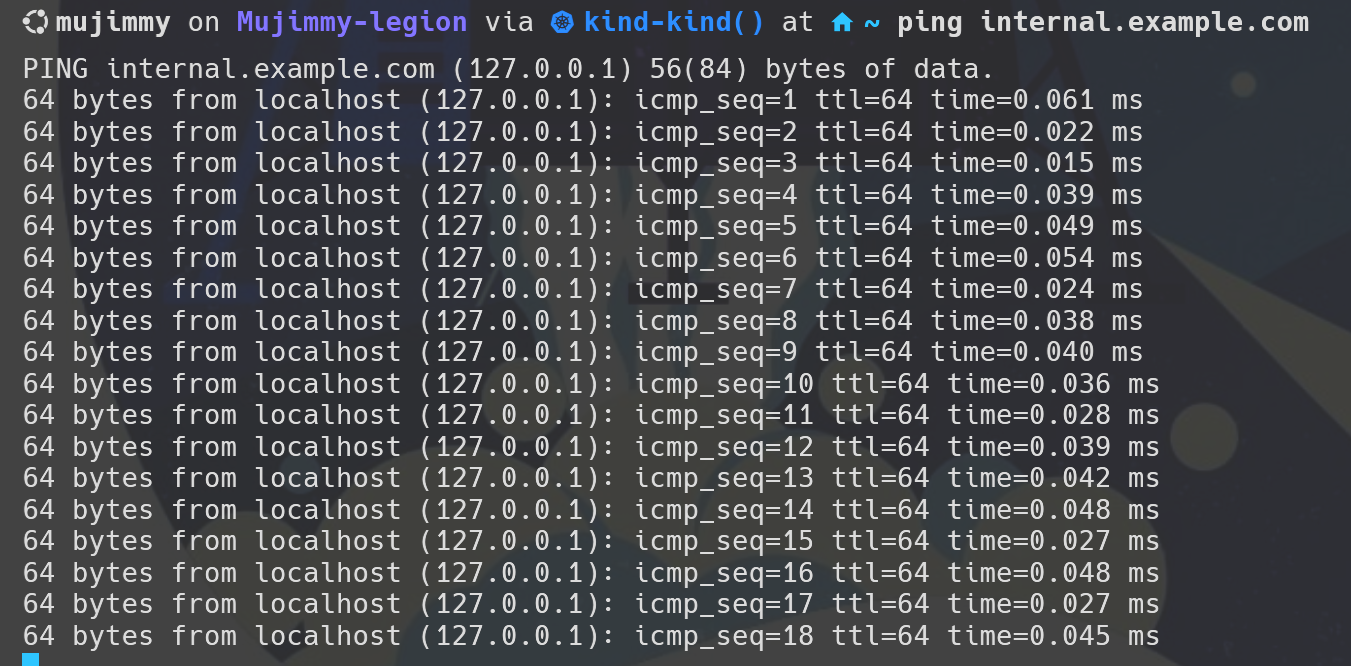 mujimmy on Mujimmy-legion via kind-kind() at ~ ping internal.example.com
PING internal.example.com (127.0.0.1) 56(84) bytes of data.
64 bytes from localhost (127.0.0.1): icmp_seq=1 ttl=64 time=0.061 ms
64 bytes from localhost (127.0.0.1): icmp_seq=2 ttl=64 time=0.022 ms
64 bytes from localhost (127.0.0.1): icmp_seq=3 ttl=64 time=0.015 ms
64 bytes from localhost (127.0.0.1): icmp_seq=4 ttl=64 time=0.039 ms
64 bytes from localhost (127.0.0.1): icmp_seq=5 ttl=64 time=0.049 ms
64 bytes from localhost (127.0.0.1): icmp_seq=6 ttl=64 time=0.054 ms
64 bytes from localhost (127.0.0.1): icmp_seq=7 ttl=64 time=0.024 ms
64 bytes from localhost (127.0.0.1): icmp_seq=8 ttl=64 time=0.038 ms
64 bytes from localhost (127.0.0.1): icmp_seq=9 ttl=64 time=0.040 ms
64 bytes from localhost (127.0.0.1): icmp_seq=10 ttl=64 time=0.036 ms
64 bytes from localhost (127.0.0.1): icmp_seq=11 ttl=64 time=0.028 ms
64 bytes from localhost (127.0.0.1): icmp_seq=12 ttl=64 time=0.039 ms
64 bytes from localhost (127.0.0.1): icmp_seq=13 ttl=64 time=0.042 ms
64 bytes from localhost (127.0.0.1): icmp_seq=14 ttl=64 time=0.048 ms
64 bytes from localhost (127.0.0.1): icmp_seq=15 ttl=64 time=0.027 ms
64 bytes from localhost (127.0.0.1): icmp_seq=16 ttl=64 time=0.048 ms
64 bytes from localhost (127.0.0.1): icmp_seq=17 ttl=64 time=0.027 ms
64 bytes from localhost (127.0.0.1): icmp_seq=18 ttl=64 time=0.045 ms